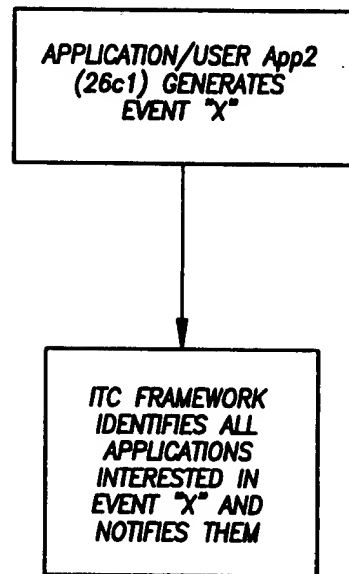 APPLICATION/USER App2
(26c1) GENERATES
EVENT "X"
ITC FRAMEWORK
IDENTIFIES ALL
APPLICATIONS
INTERESTED IN
EVENT "X" AND
NOTIFIES THEM